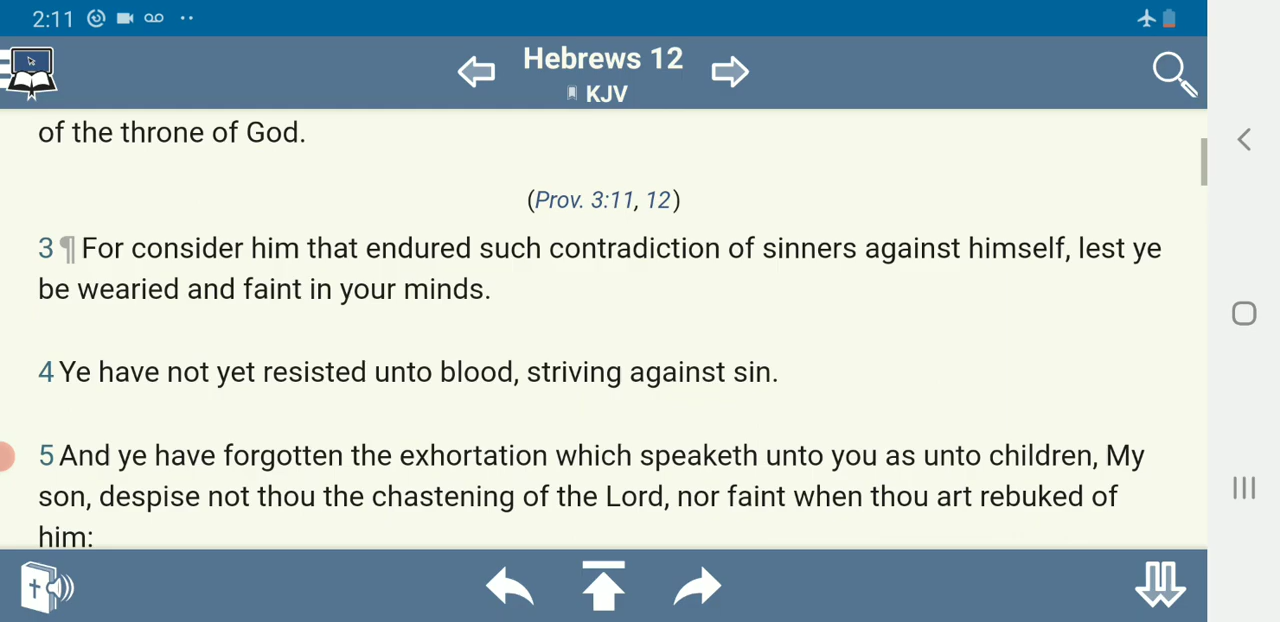 2:11
Hebrews 12
KJV
of the throne of God.
(Prov. 3:11, 12)
3 ¶ For consider him that endured such contradiction of sinners against himself, lest ye
be wearied and faint in your minds.
4 Ye have not yet resisted unto blood, striving against sin.
5 And ye have forgotten the exhortation which speaketh unto you as unto children, My
son, despise not thou the chastening of the Lord, nor faint when thou art rebuked of
him: